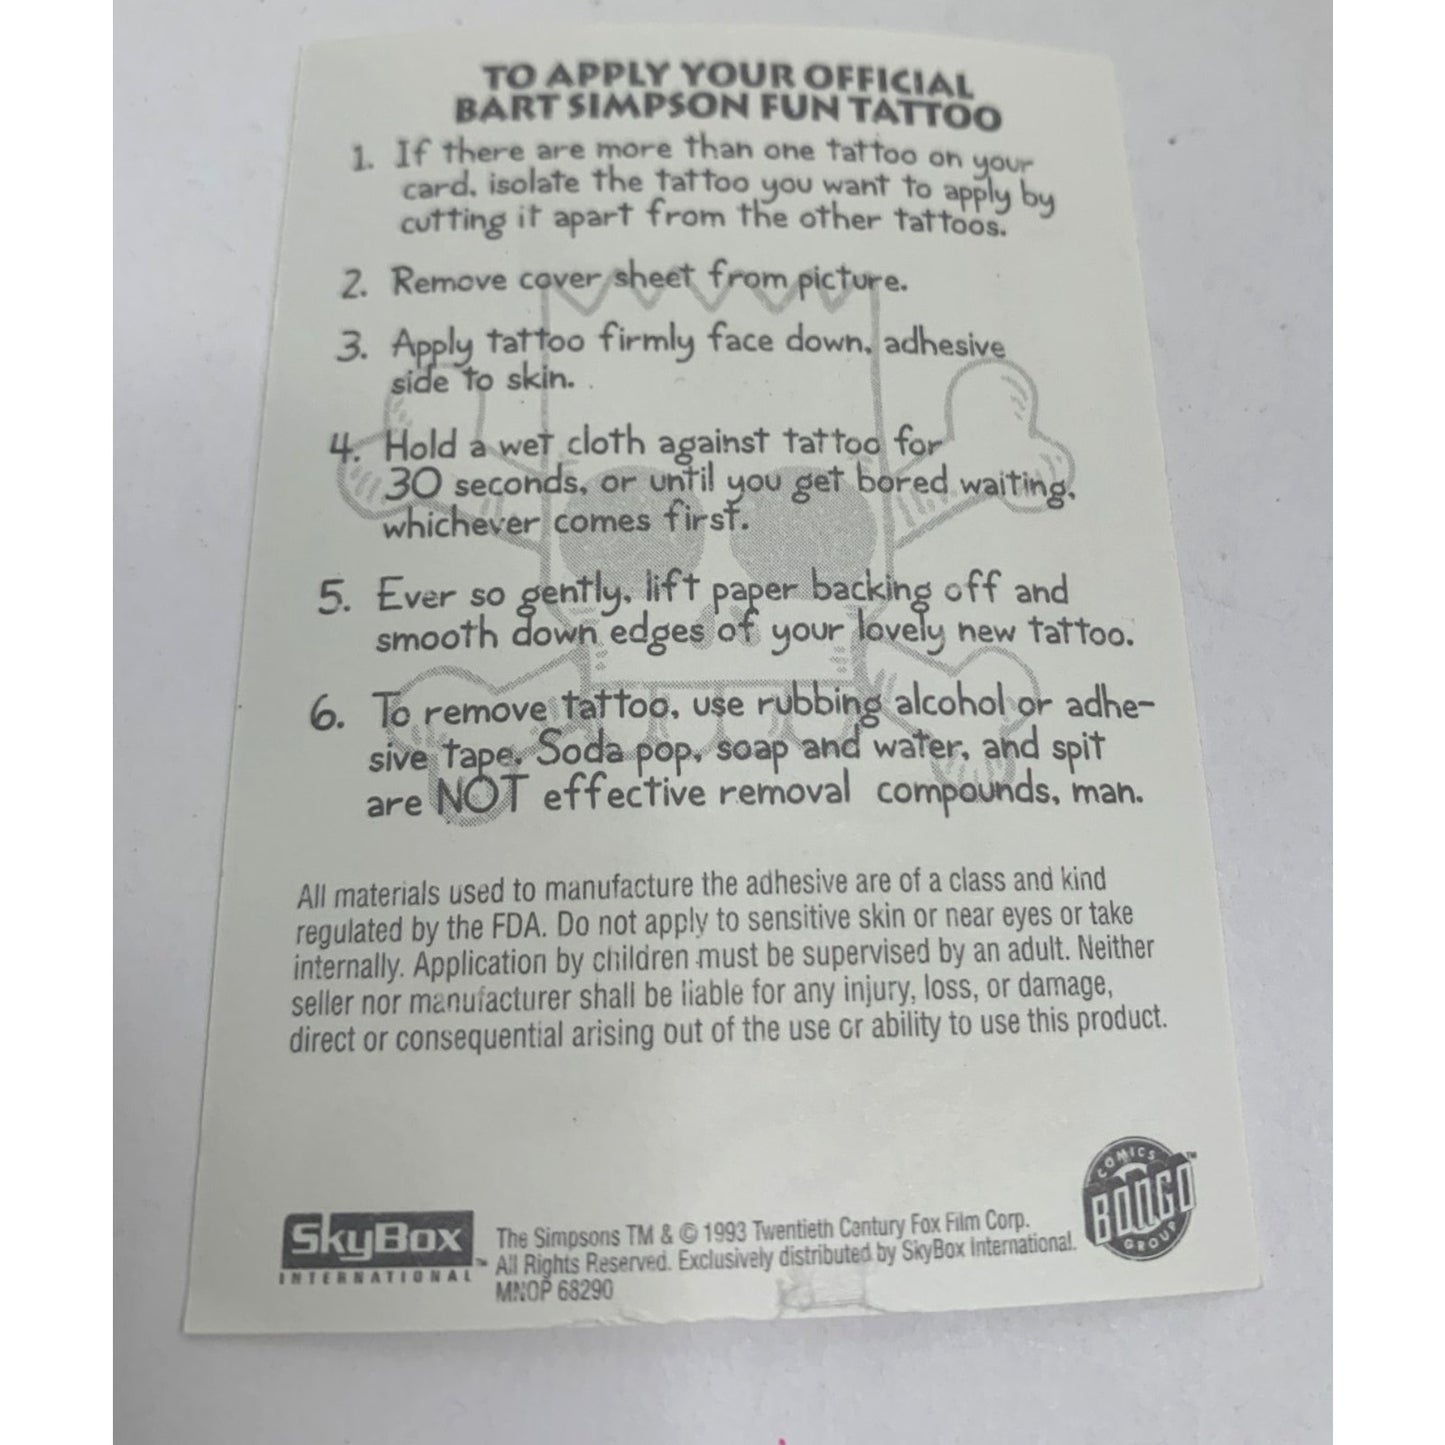 TO APPLY YOUR OFFICIAL
BART SIMPSON FUN TATTOO
1. If there are more than one tattoo on your
card, isolate the tattoo you want to apply by
cutting it apart from the other tattoos.
2. Remove cover sheet from picture.
3. Apply tattoo firmly face down, adhesive
side to skin.
4. Hold a wet cloth against tattoo for
30 seconds, or until you get bored waiting,
whichever comes first.
5. Ever so gently, lift paper backing off and
smooth down edges of your lovely new tattoo.
6. To remove tattoo, use rubbing alcohol or adhe-
sive tape. Soda pop, soap and water, and spit
are NOT effective removal compounds, man.
All materials used to manufacture the adhesive are of a class and kind
regulated by the FDA. Do not apply to sensitive skin or near eyes or take
internally. Application by children must be supervised by an adult. Neither
seller nor manufacturer shall be liable for any injury, loss, or damage,
direct or consequential arising out of the use or ability to use this product.
SkyBox™
INTERNATIONAL
The Simpsons TM & © 1993 Twentieth Century Fox Film Corp.
All Rights Reserved. Exclusively distributed by SkyBox International.
MNOP 68290
COMICS
BONGO™
GROUP